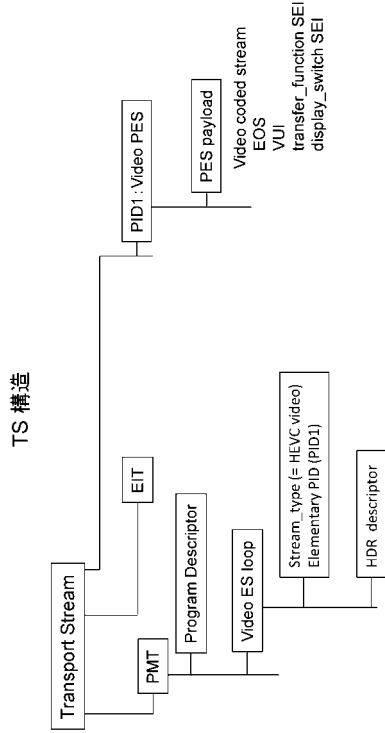 TS 構造
Transport Stream
PMT
Program Descriptor
Video ES loop
Stream_type (= HEVC video)
Elementary PID (PID1)
HDR descriptor
EIT
PID1 : Video PES
PES payload
Video coded stream
EOS
VUI
transfer_function SEI
display_switch SEI